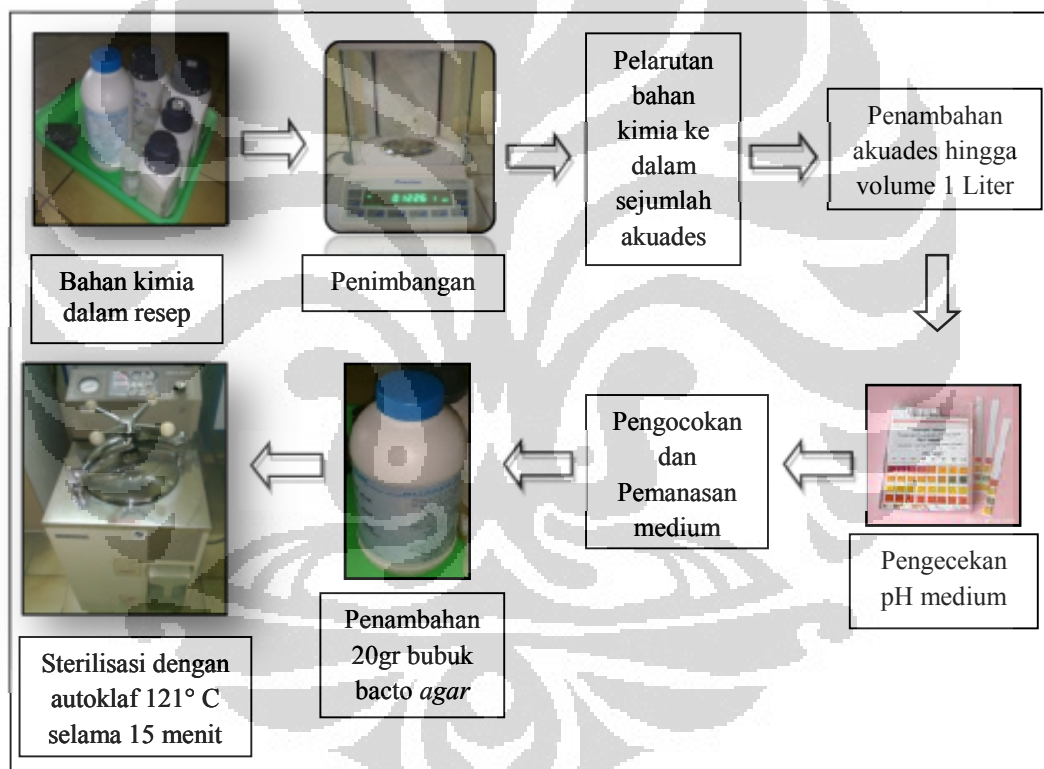 Bahan kimia
dalam resep
Penimbangan
Pelarutan
bahan
kimia ke
dalam
sejumlah
akuades
Penambahan
akuades hingga
volume 1 Liter
Pengecekan
pH medium
Pengocokan
dan
Pemanasan
medium
Penambahan
20gr bubuk
bacto agar
Sterilisasi dengan
autoklaf 121° C
selama 15 menit